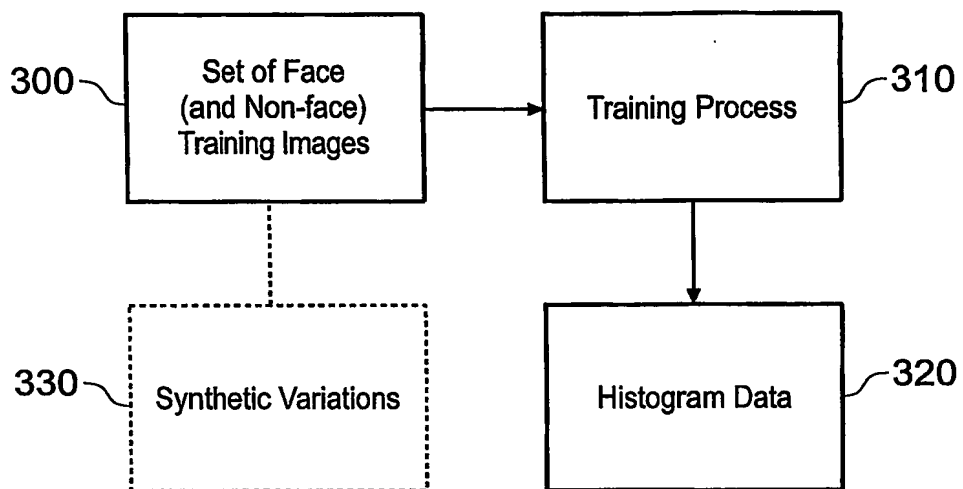 300
Set of Face
(and Non-face)
Training Images
Training Process
310
330
Synthetic Variations
Histogram Data
320